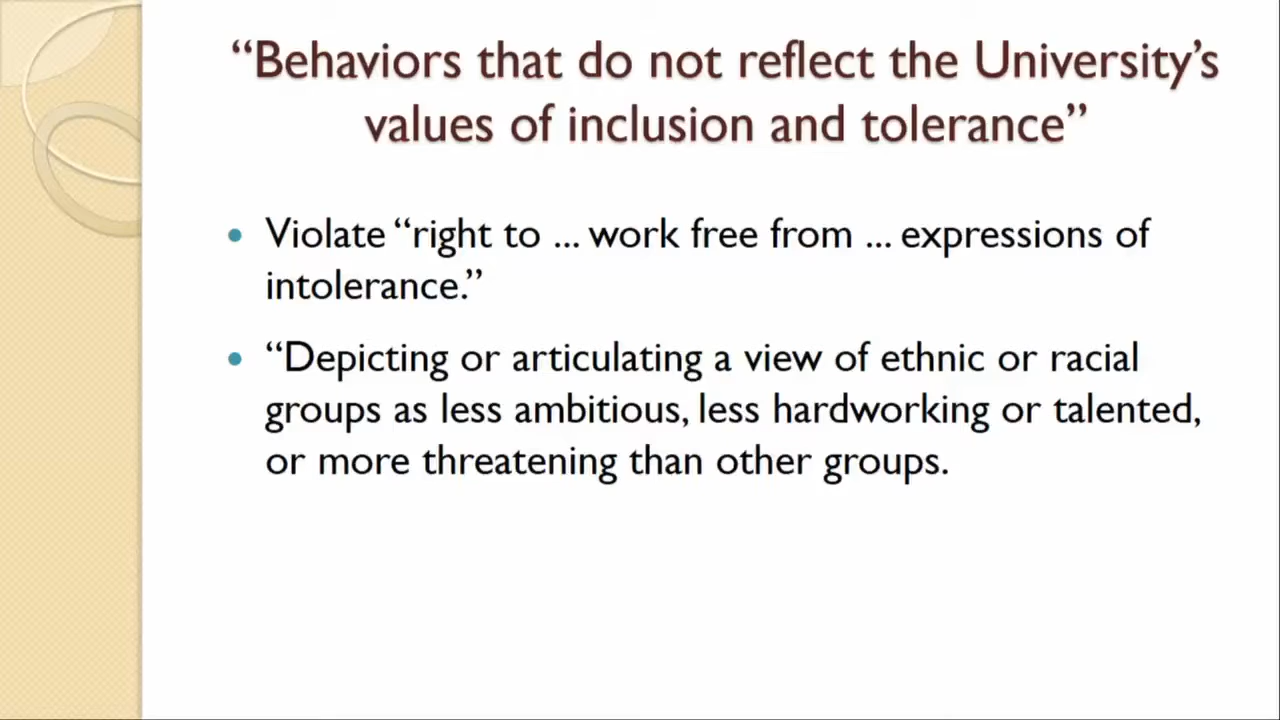 “Behaviors that do not reflect the University’s
values of inclusion and tolerance”
• Violate “right to ... work free from ... expressions of
intolerance.”
• “Depicting or articulating a view of ethnic or racial
groups as less ambitious, less hardworking or talented,
or more threatening than other groups.